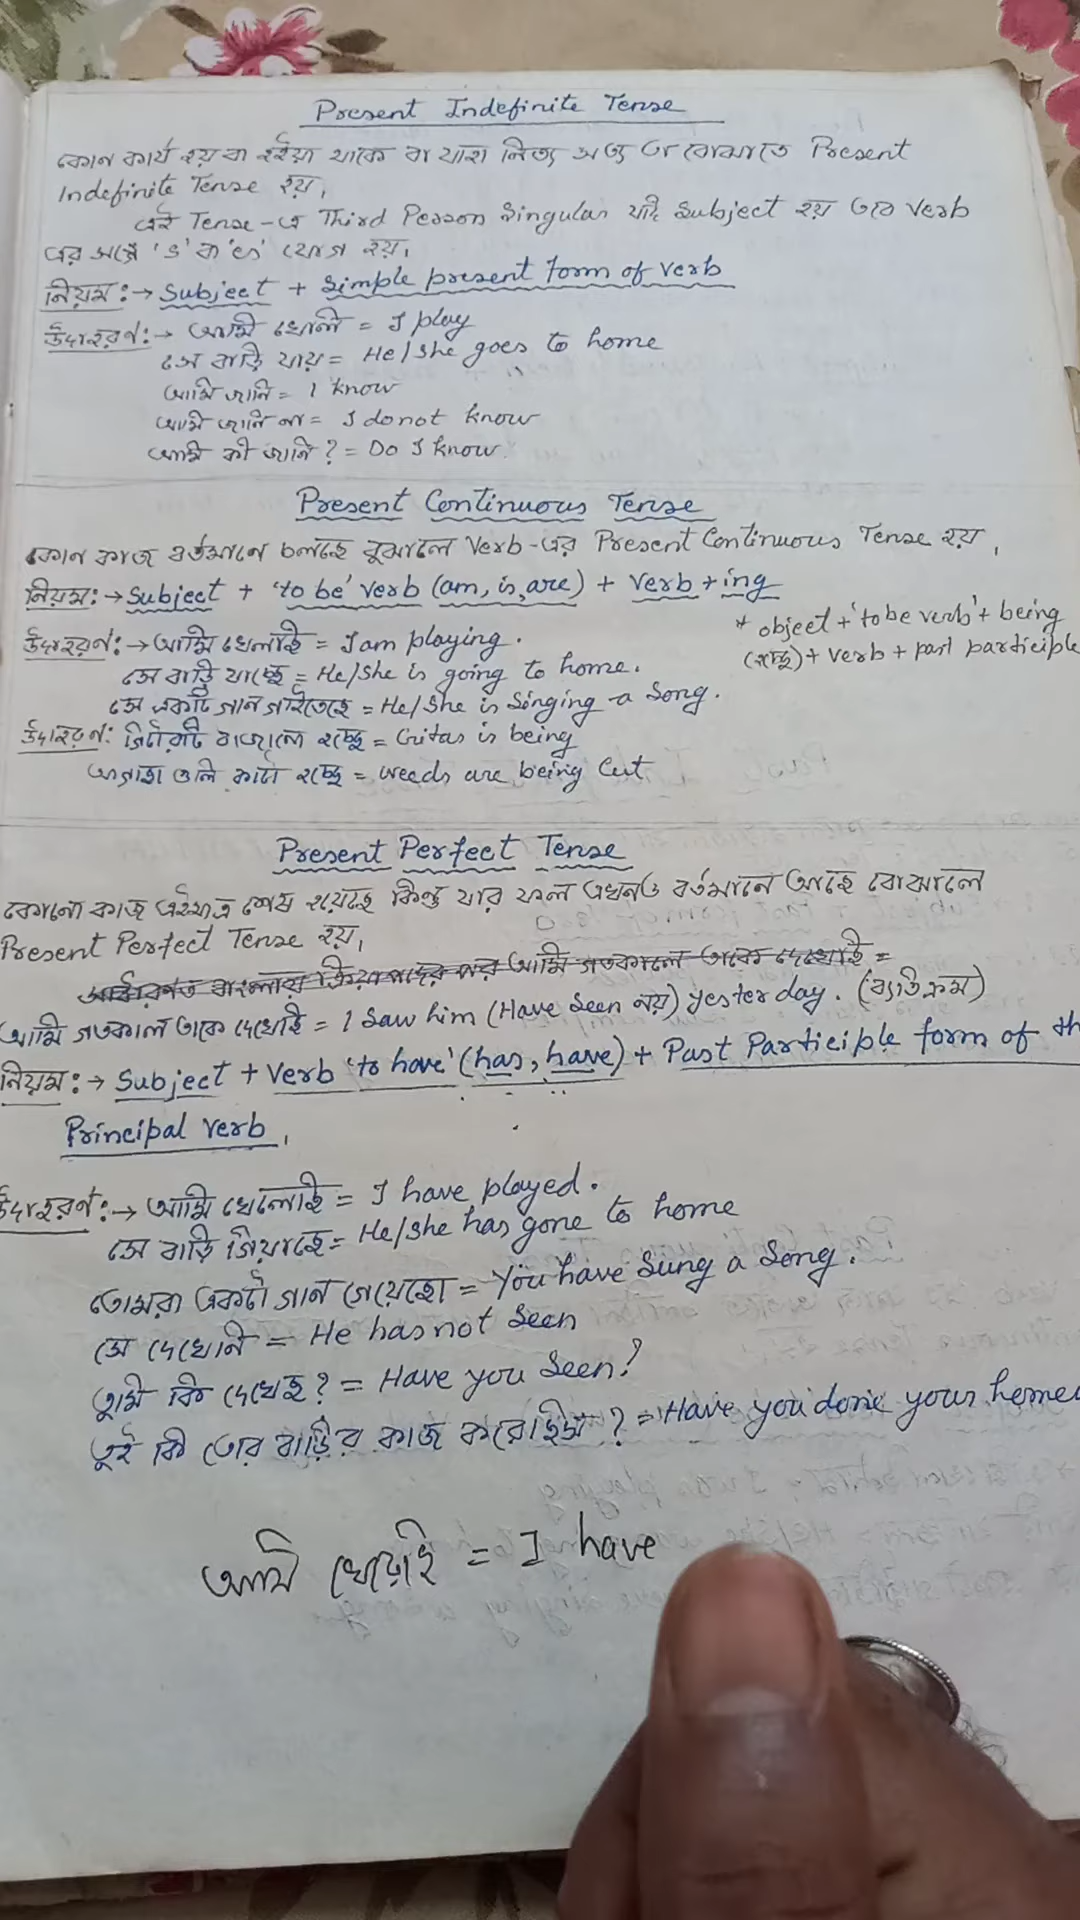 Present Indefinite Tense
কোন কার্য হয় বা হইয়া থাকে বা যাহা নিত্য সত্য তা বোঝাতে Present
Indefinite Tense হয়,
এই Tense-এ Third Person Singular যদি Subject হয় তবে Verb
এর সঙ্গে 's' বা 'es' যোগ হয়,
নিয়ম:→ Subject + Simple present form of verb
উদাহরণ:→ আমি খেলি = I play
সে বাড়ি যায় = He/she goes to home
আমি জানি = I know
আমি জানি না = I do not know
আমি কী জানি? = Do I know.
Present Continuous Tense
কোন কাজ বর্তমানে চলছে বুঝালে Verb-এর Present Continuous Tense হয়,
নিয়ম:→ Subject + 'to be' verb (am, is, are) + verb + ing
* object + 'to be verb' + being
(হচ্ছে) + verb + past participle
উদাহরণ:→ আমি খেলছি = I am playing.
সে বাড়ি যাচ্ছে = He/She is going to home.
সে একটি গান গাইতেছে = He/She is Singing a Song.
উদাহরণ: গিটারটি বাজানো হচ্ছে = Gitar is being
আগাছা গুলি কাটা হচ্ছে = weeds are being Cut
Present Perfect Tense
কোনো কাজ এইমাত্র শেষ হয়েছে কিন্তু যার ফল এখনও বর্তমানে আছে বোঝালে
Present Perfect Tense হয়,
আমি গতকাল তাকে দেখেছি = I Saw him (Have Seen নয়) yesterday. (ব্যতিক্রম)
নিয়ম:→ Subject + Verb 'to have' (has, have) + Past Participle form of th
Principal Verb,
উদাহরণ:→ আমি খেলেছি = I have played.
সে বাড়ি গিয়াছে = He/She has gone to home
তোমরা একটা গান গেয়েছো = You have Sung a Song.
সে দেখেনি = He has not Seen
তুমি কি দেখেছ? = Have you Seen?
তুই কি তোর বাড়ির কাজ করেছিস? = Have you done your home
আমি খেয়েছি = I have